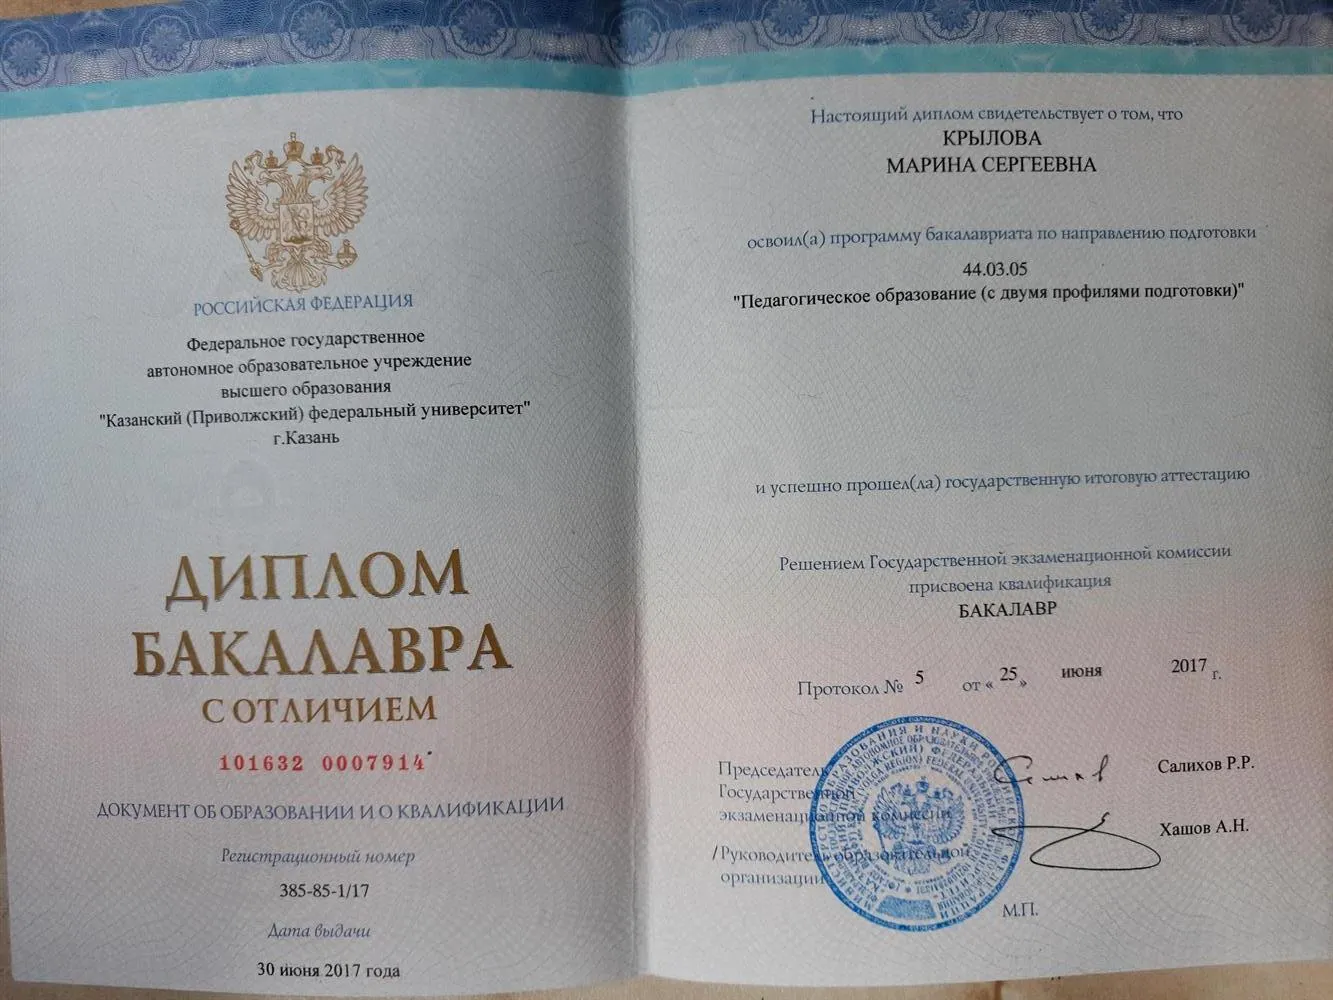 РОССИЙСКАЯ ФЕДЕРАЦИЯ
Федеральное государственное
автономное образовательное учреждение
высшего образования
"Казанский (Приволжский) федеральный университет"
г.Казань
ДИПЛОМ
БАКАЛАВРА
С ОТЛИЧИЕМ
101632 0007914
ДОКУМЕНТ ОБ ОБРАЗОВАНИИ И О КВАЛИФИКАЦИИ
Регистрационный номер
385-85-1/17
Дата выдачи
30 июня 2017 года
Настоящий диплом свидетельствует о том, что
КРЫЛОВА
МАРИНА СЕРГЕЕВНА
освоил(а) программу бакалавриата по направлению подготовки
44.03.05
"Педагогическое образование (с двумя профилями подготовки)"
и успешно прошел(ла) государственную итоговую аттестацию
Решением Государственной экзаменационной комиссии
присвоена квалификация
БАКАЛАВР
Протокол № 5 от « 25 » июня 2017 г.
Председатель
Государственной
экзаменационной комиссии
Салихов Р.Р.
/Руководитель образовательной
организации
Хашов А.Н.
М.П.